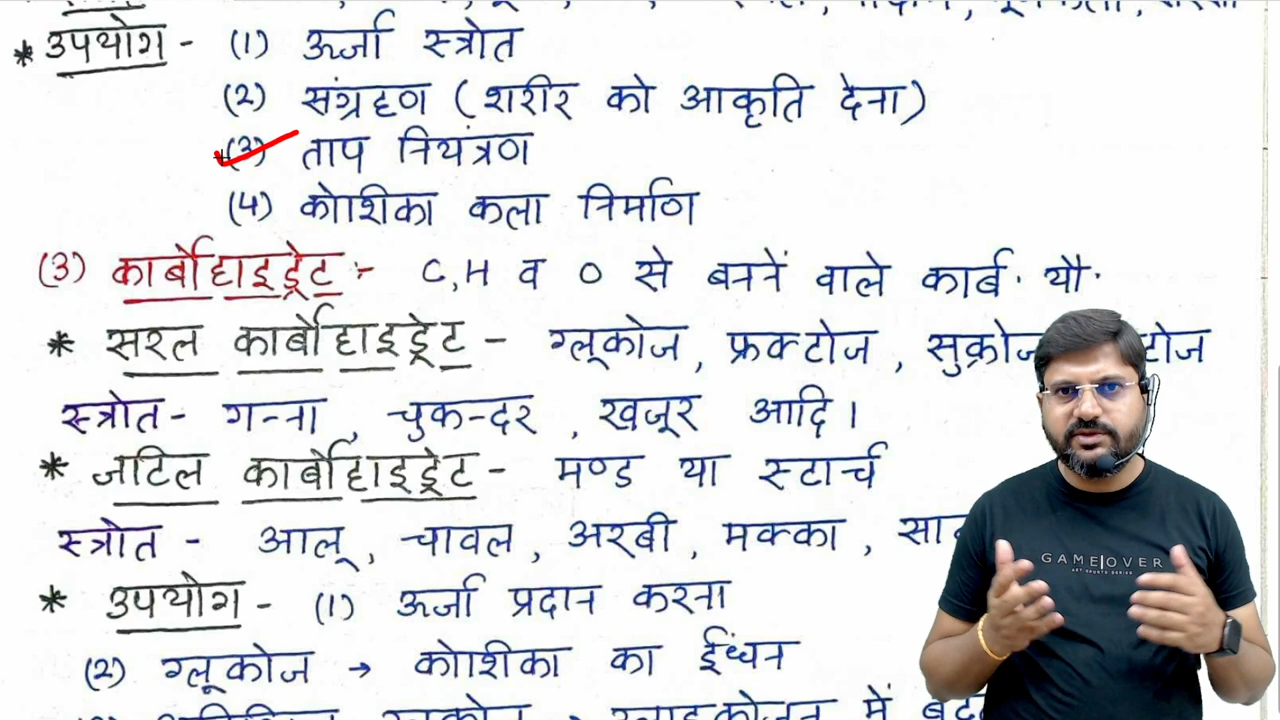 * उपयोग - (1) ऊर्जा स्त्रोत
(2) संग्रहण (शरीर को आकृति देना)
(3) ताप नियंत्रण
(4) कोशिका कला निर्माण
(3) कार्बोहाइड्रेट :- C, H व O से बननें वाले कार्ब. यौ.
* सरल कार्बोहाइड्रेट - ग्लूकोज, फ्रक्टोज, सुक्रोज
स्त्रोत - गन्ना, चुकन्दर, खजूर आदि।
* जटिल कार्बोहाइड्रेट - मण्ड या स्टार्च
स्त्रोत - आलू, चावल, अरबी, मक्का,
* उपयोग - (1) ऊर्जा प्रदान करना
(2) ग्लूकोज → कोशिका का ईंधन
GAME OVER